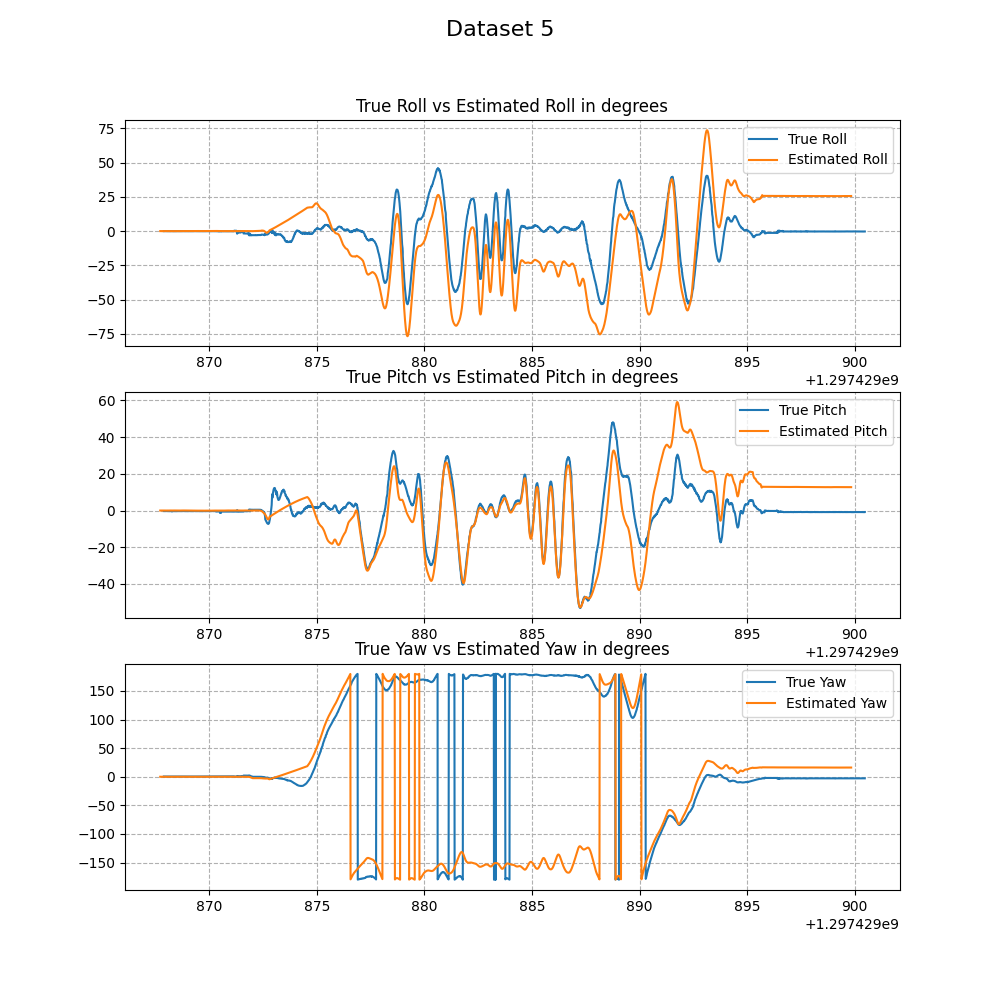 Dataset 5
True Roll vs Estimated Roll in degrees
75
50
25
0
−25
−50
−75
True Roll
Estimated Roll
870 875 880 885 890 895 900
+1.297429e9
True Pitch vs Estimated Pitch in degrees
60
40
20
0
−20
−40
True Pitch
Estimated Pitch
870 875 880 885 890 895 900
+1.297429e9
True Yaw vs Estimated Yaw in degrees
150
100
50
0
−50
−100
−150
True Yaw
Estimated Yaw
870 875 880 885 890 895 900
+1.297429e9